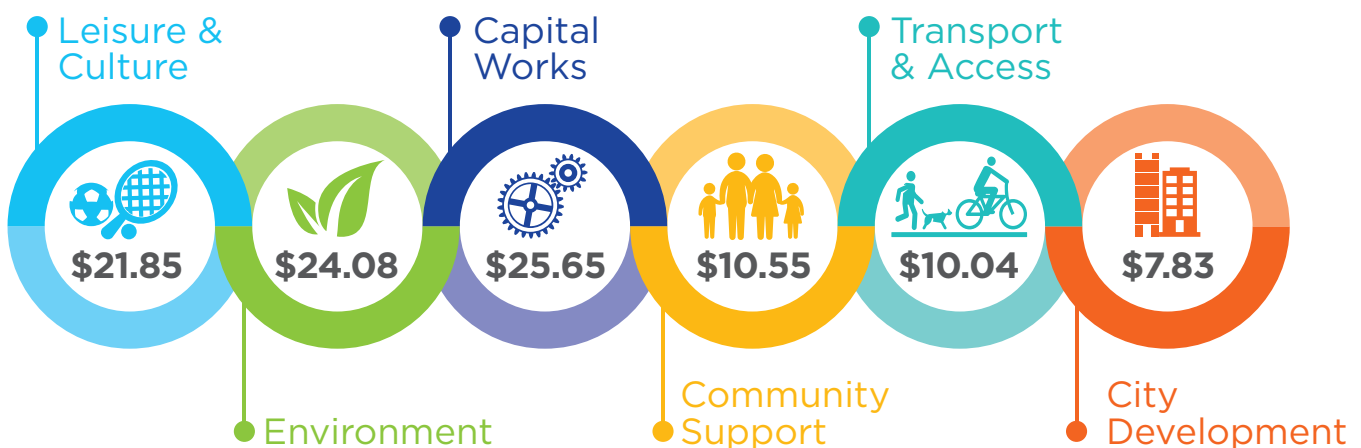 Leisure &
Culture
Capital
Works
Transport
& Access
$21.85
$24.08
$25.65
$10.55
$10.04
$7.83
Environment
Community
Support
City
Development